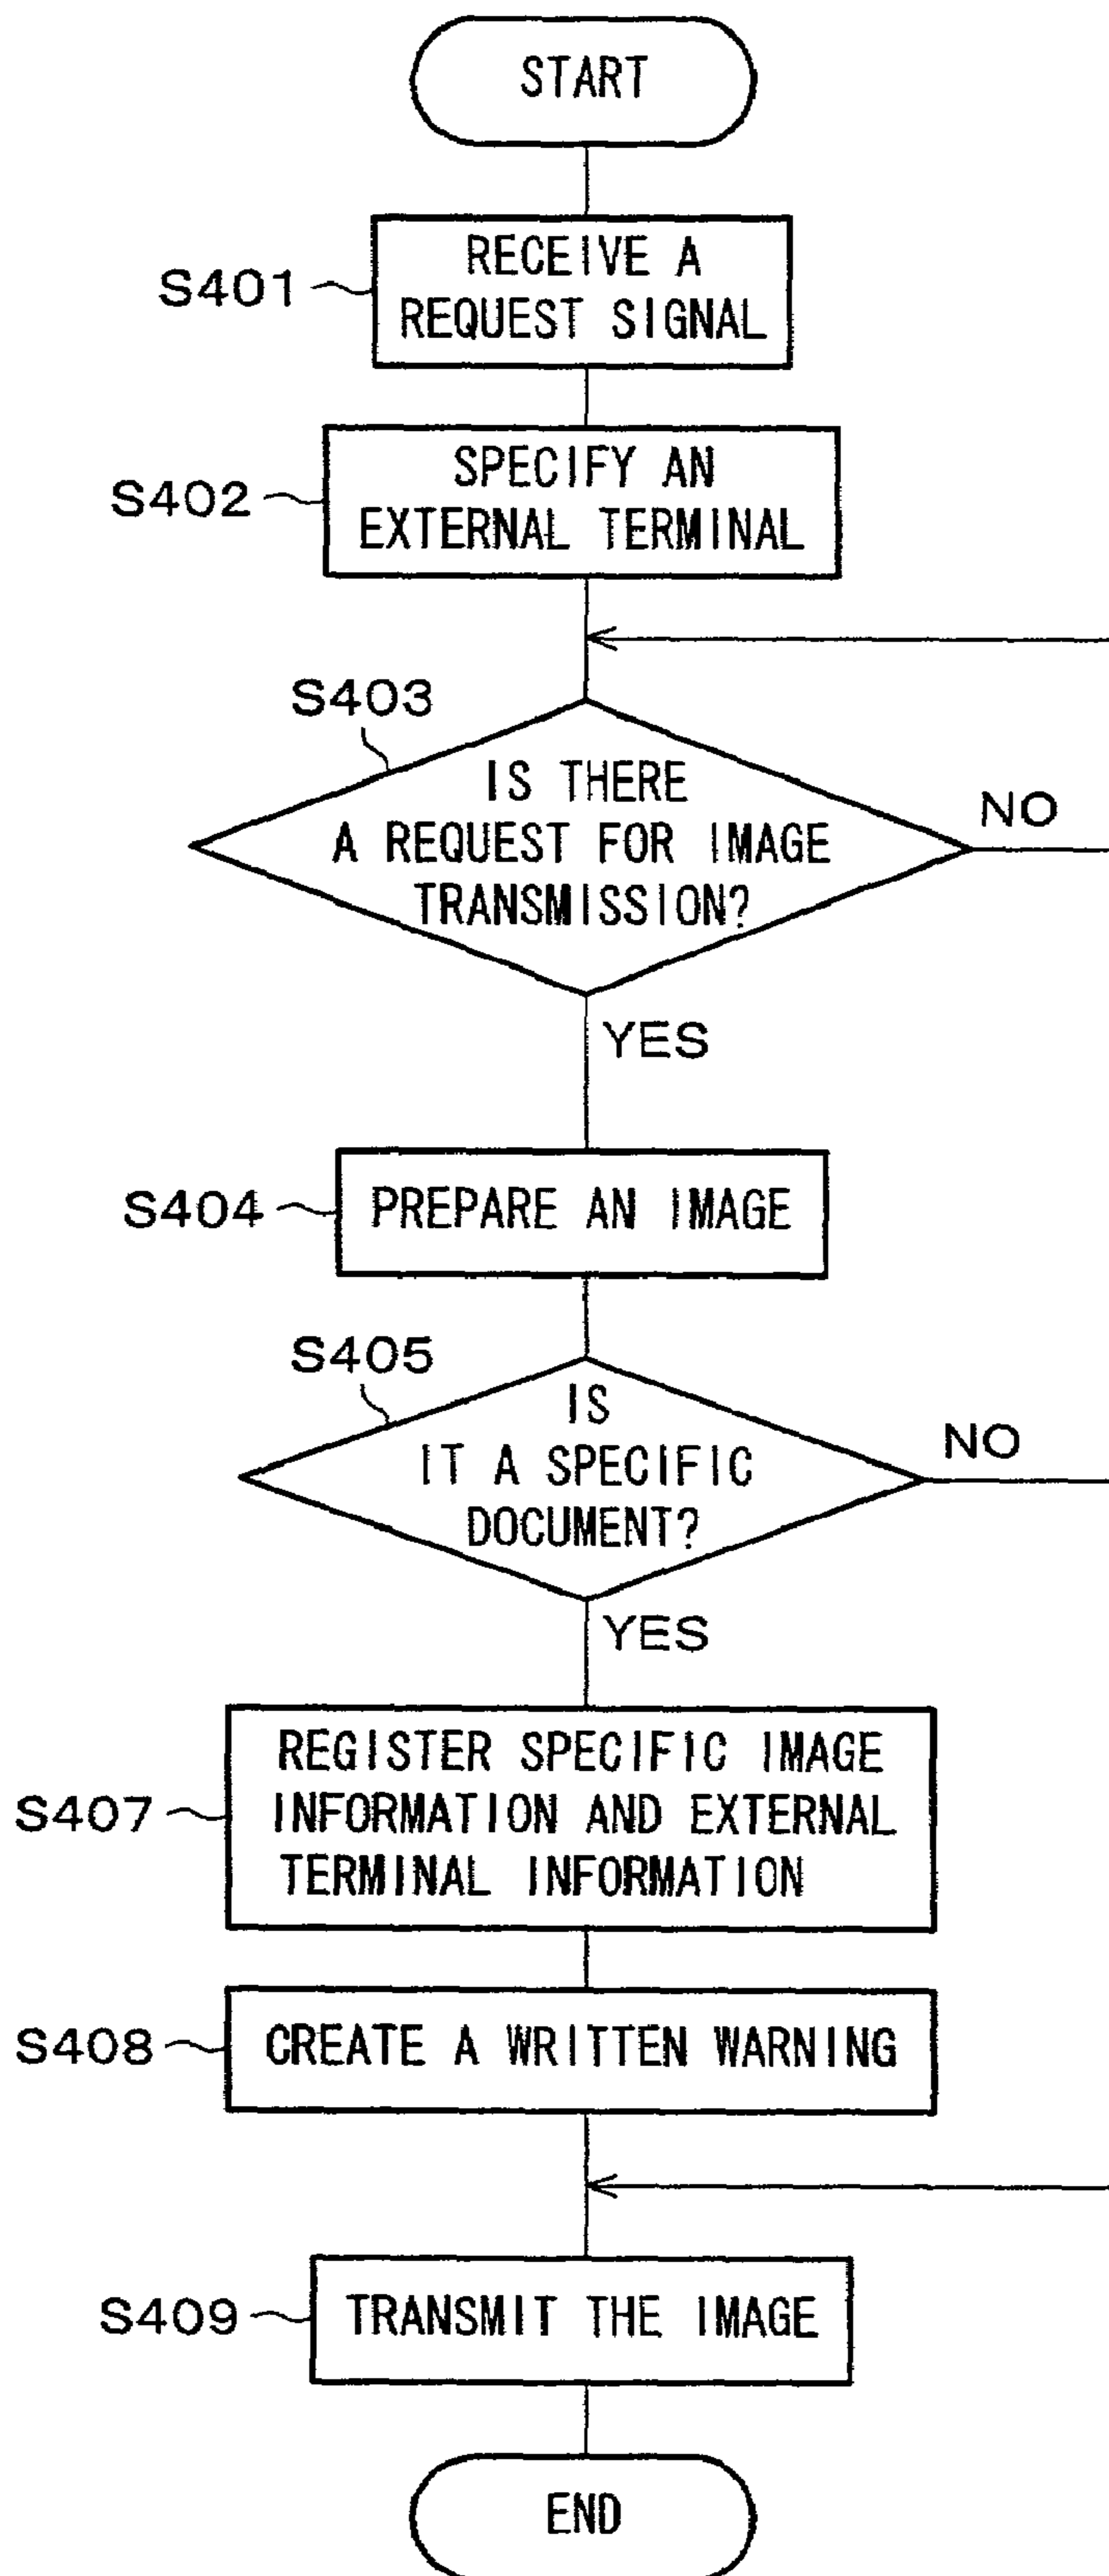 START
S401
RECEIVE A
REQUEST SIGNAL
S402
SPECIFY AN
EXTERNAL TERMINAL
S403
IS THERE
A REQUEST FOR IMAGE
TRANSMISSION?
NO
YES
S404
PREPARE AN IMAGE
S405
IS
IT A SPECIFIC
DOCUMENT?
NO
YES
S407
REGISTER SPECIFIC IMAGE
INFORMATION AND EXTERNAL
TERMINAL INFORMATION
S408
CREATE A WRITTEN WARNING
S409
TRANSMIT THE IMAGE
END